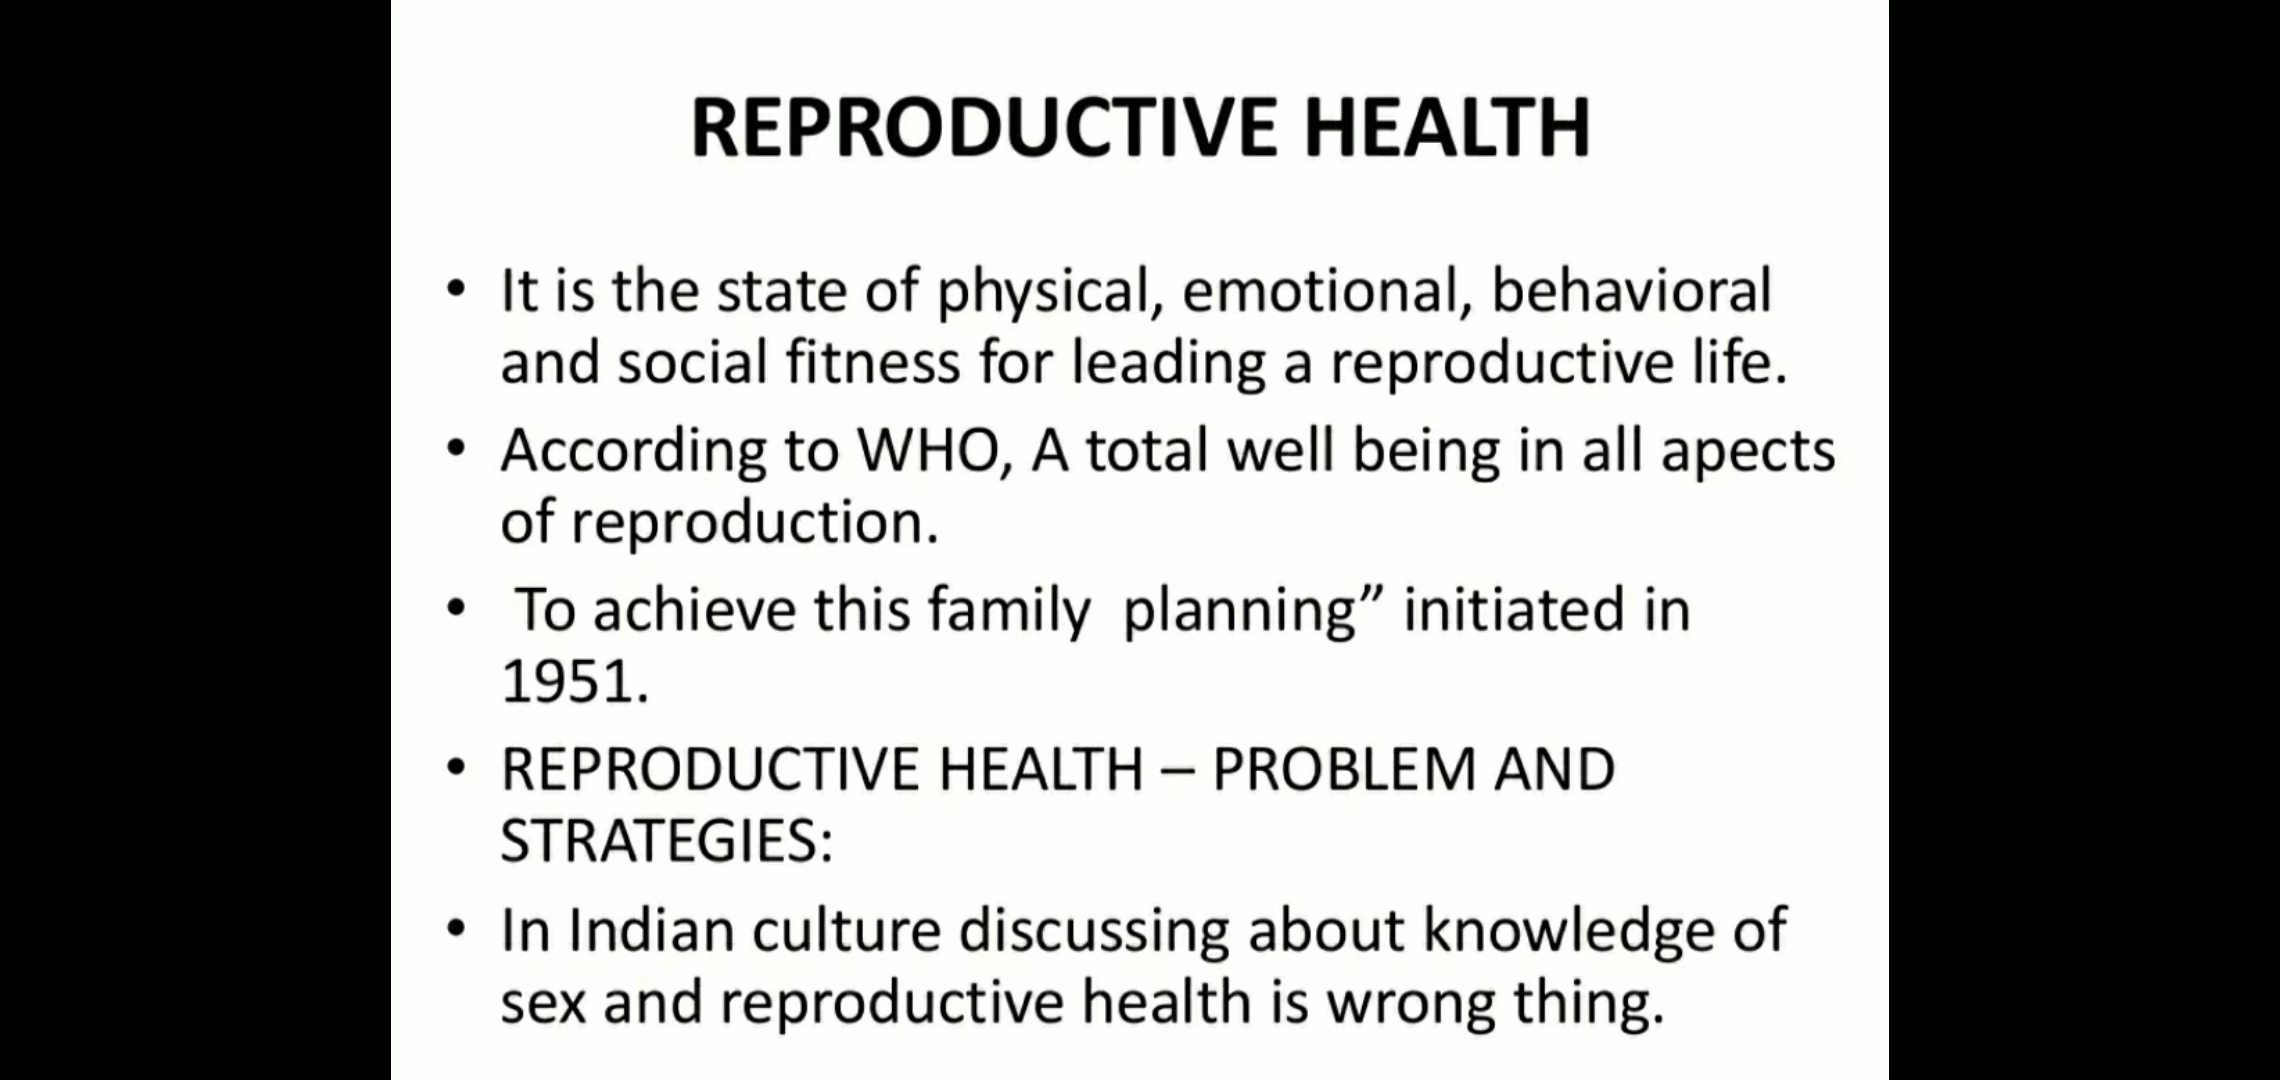 REPRODUCTIVE HEALTH
• It is the state of physical, emotional, behavioral
and social fitness for leading a reproductive life.
• According to WHO, A total well being in all apects
of reproduction.
• To achieve this family planning” initiated in
1951.
• REPRODUCTIVE HEALTH – PROBLEM AND
STRATEGIES:
• In Indian culture discussing about knowledge of
sex and reproductive health is wrong thing.